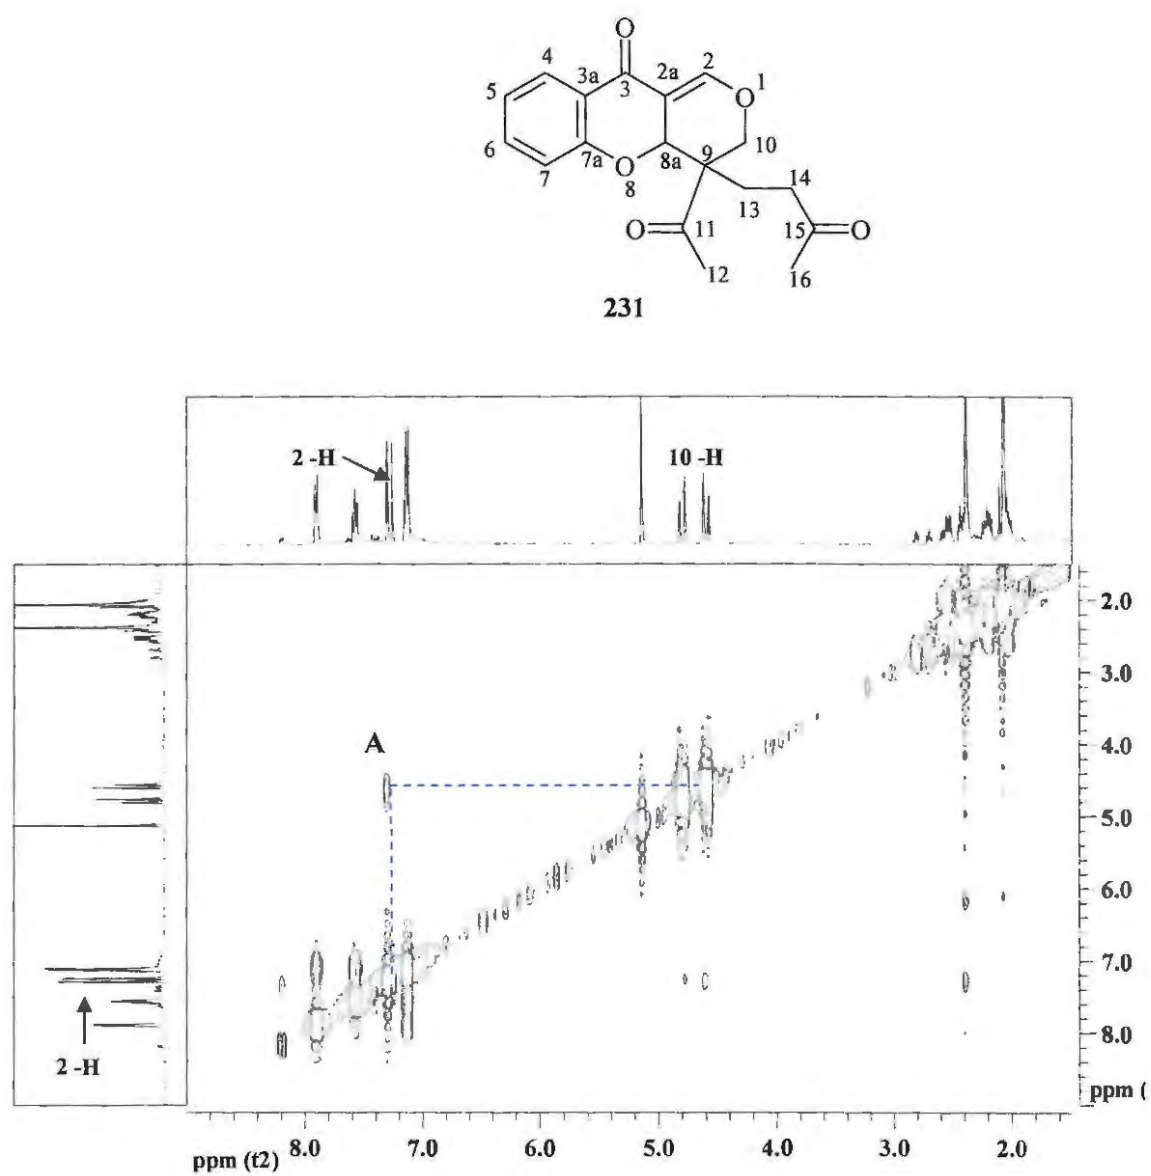 O
4 3a 2a 2
5 3 O 1
6 7a 8a 9 10
7 O
8 14
13
O 11 15 O
12 16
231
2 -H 10 -H
2.0
3.0
A 4.0
5.0
6.0
7.0
8.0
2 -H
ppm (
8.0 7.0 6.0 5.0 4.0 3.0 2.0
ppm (t2)